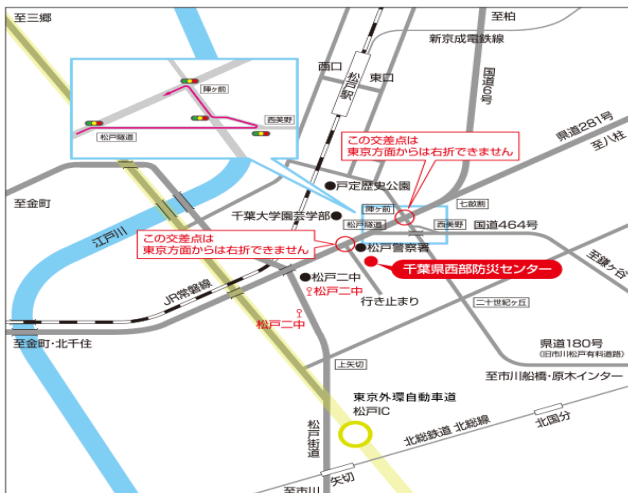 至三郷
至柏
新京成電鉄線
西口
松戸駅
東口
国道6号
陣ヶ前
西美野
松戸隧道
県道281号
至八柱
この交差点は
東京方面からは右折できません
至金町
戸定歴史公園
七畝割
陣ヶ前
千葉大学園芸学部
松戸隧道
西美野
国道464号
江戸川
この交差点は
東京方面からは右折できません
松戸警察署
千葉県西部防災センター
至鎌ヶ谷
松戸二中
松戸二中
行き止まり
JR常磐線
二十世紀ヶ丘
松戸二中
至金町・北千住
県道180号
(旧市川松戸有料道路)
上矢切
至市川船橋・原木インター
東京外環自動車道
松戸IC
松戸街道
北総鉄道 北総線
北国分
矢切
至市川